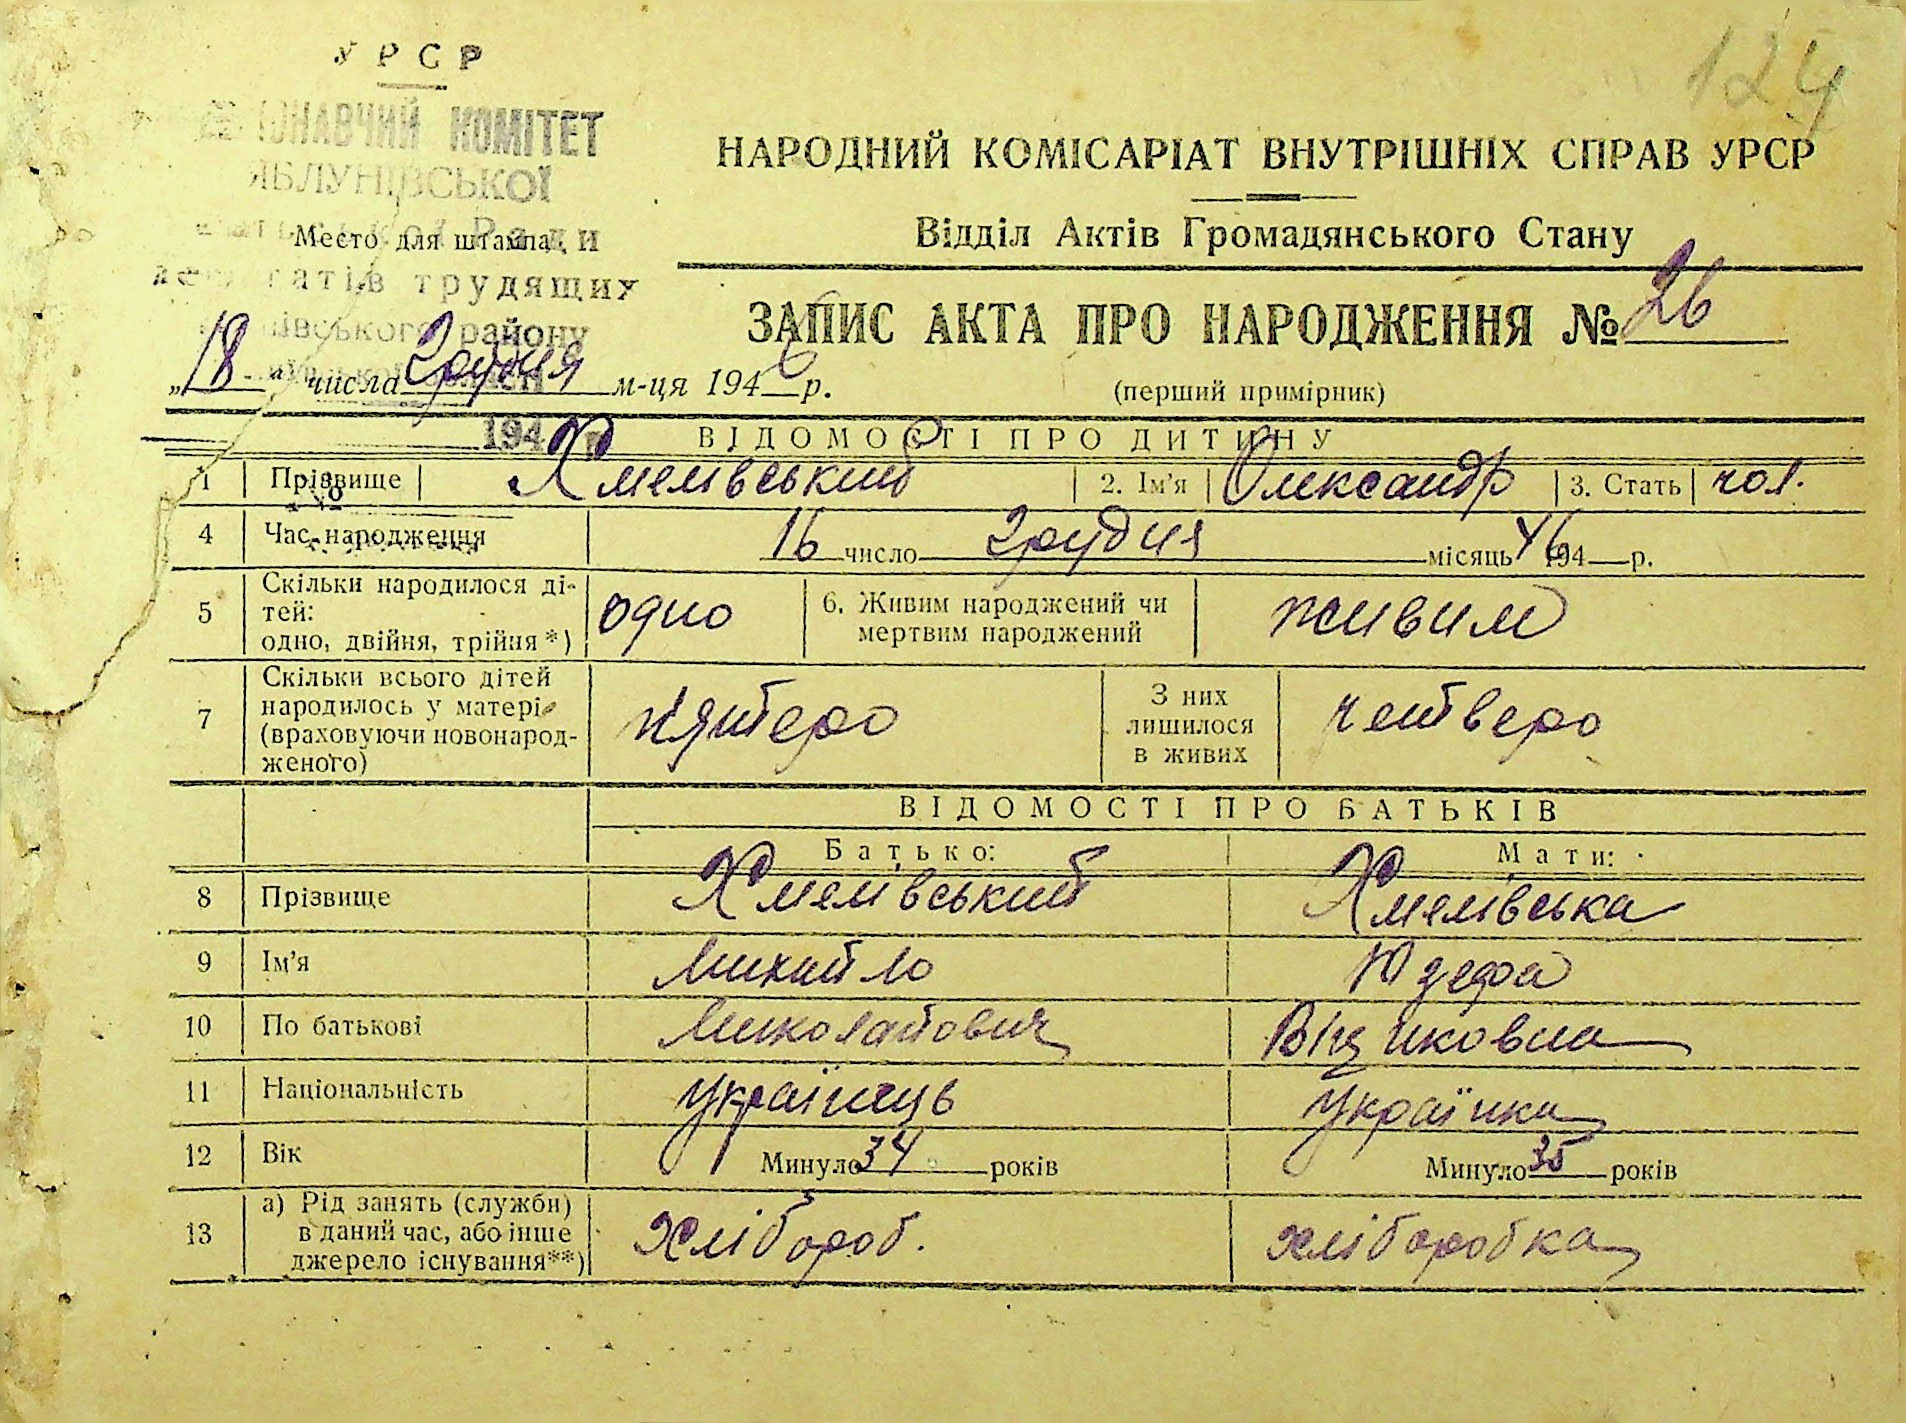 УРСР
124
КОМІТЕТ
ЯБЛУНІВСЬКОЇ
НАРОДНИЙ КОМІСАРІАТ ВНУТРІШНІХ СПРАВ УРСР
Место для штампа
Відділ Актів Громадянського Стану
трудящих
району
ЗАПИС АКТА ПРО НАРОДЖЕННЯ № 26
„18" числа грудня м-ця 1946 р.
(перший примірник)
194
ВІДОМОСТІ ПРО ДИТИНУ
1 Прізвище Хмелівський 2. Ім'я Олександр 3. Стать чол.
4 Час народження 16 число грудня місяць 46 194 р.
5 Скільки народилося дітей: одно, двійня, трійня *) одно 6. Живим народжений чи мертвим народжений живим
7 Скільки всього дітей народилось у матері (враховуючи новонародженого) пятеро З них лишилося в живих четверо
ВІДОМОСТІ ПРО БАТЬКІВ
Батько: Мати:
8 Прізвище Хмелівський Хмелівська
9 Ім'я Михайло Юзефа
10 По батькові Миколайович
11 Національність Українець Українка
12 Вік Минуло 34 років Минуло 35 років
13 а) Рід занять (служби) в даний час, або інше джерело існування**) Хлібороб. хліборобка